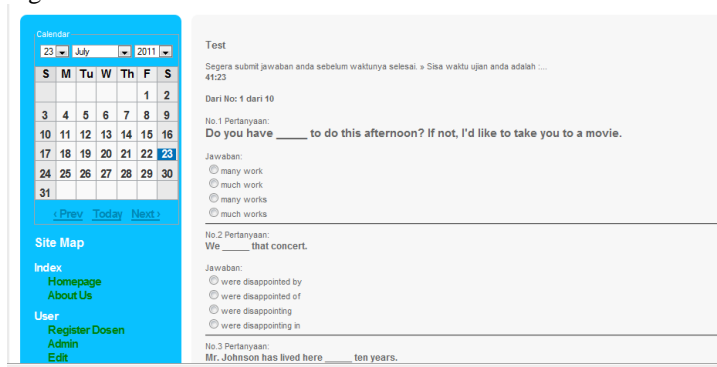 Calendar
23 July 2011
S M Tu W Th F S
1 2
3 4 5 6 7 8 9
10 11 12 13 14 15 16
17 18 19 20 21 22 23
24 25 26 27 28 29 30
31
‹ Prev Today Next ›
Site Map
Index
Homepage
About Us
User
Register Dosen
Admin
Edit
Test
Segera submit jawaban anda sebelum waktunya selesai. » Sisa waktu ujian anda adalah :...
41:23
Dari No: 1 dari 10
No.1 Pertanyaan:
Do you have _____ to do this afternoon? If not, I'd like to take you to a movie.
Jawaban:
many work
much work
many works
much works
No.2 Pertanyaan:
We _____ that concert.
Jawaban:
were disappointed by
were disappointed of
were disappointing
were disappointing in
No.3 Pertanyaan:
Mr. Johnson has lived here _____ ten years.